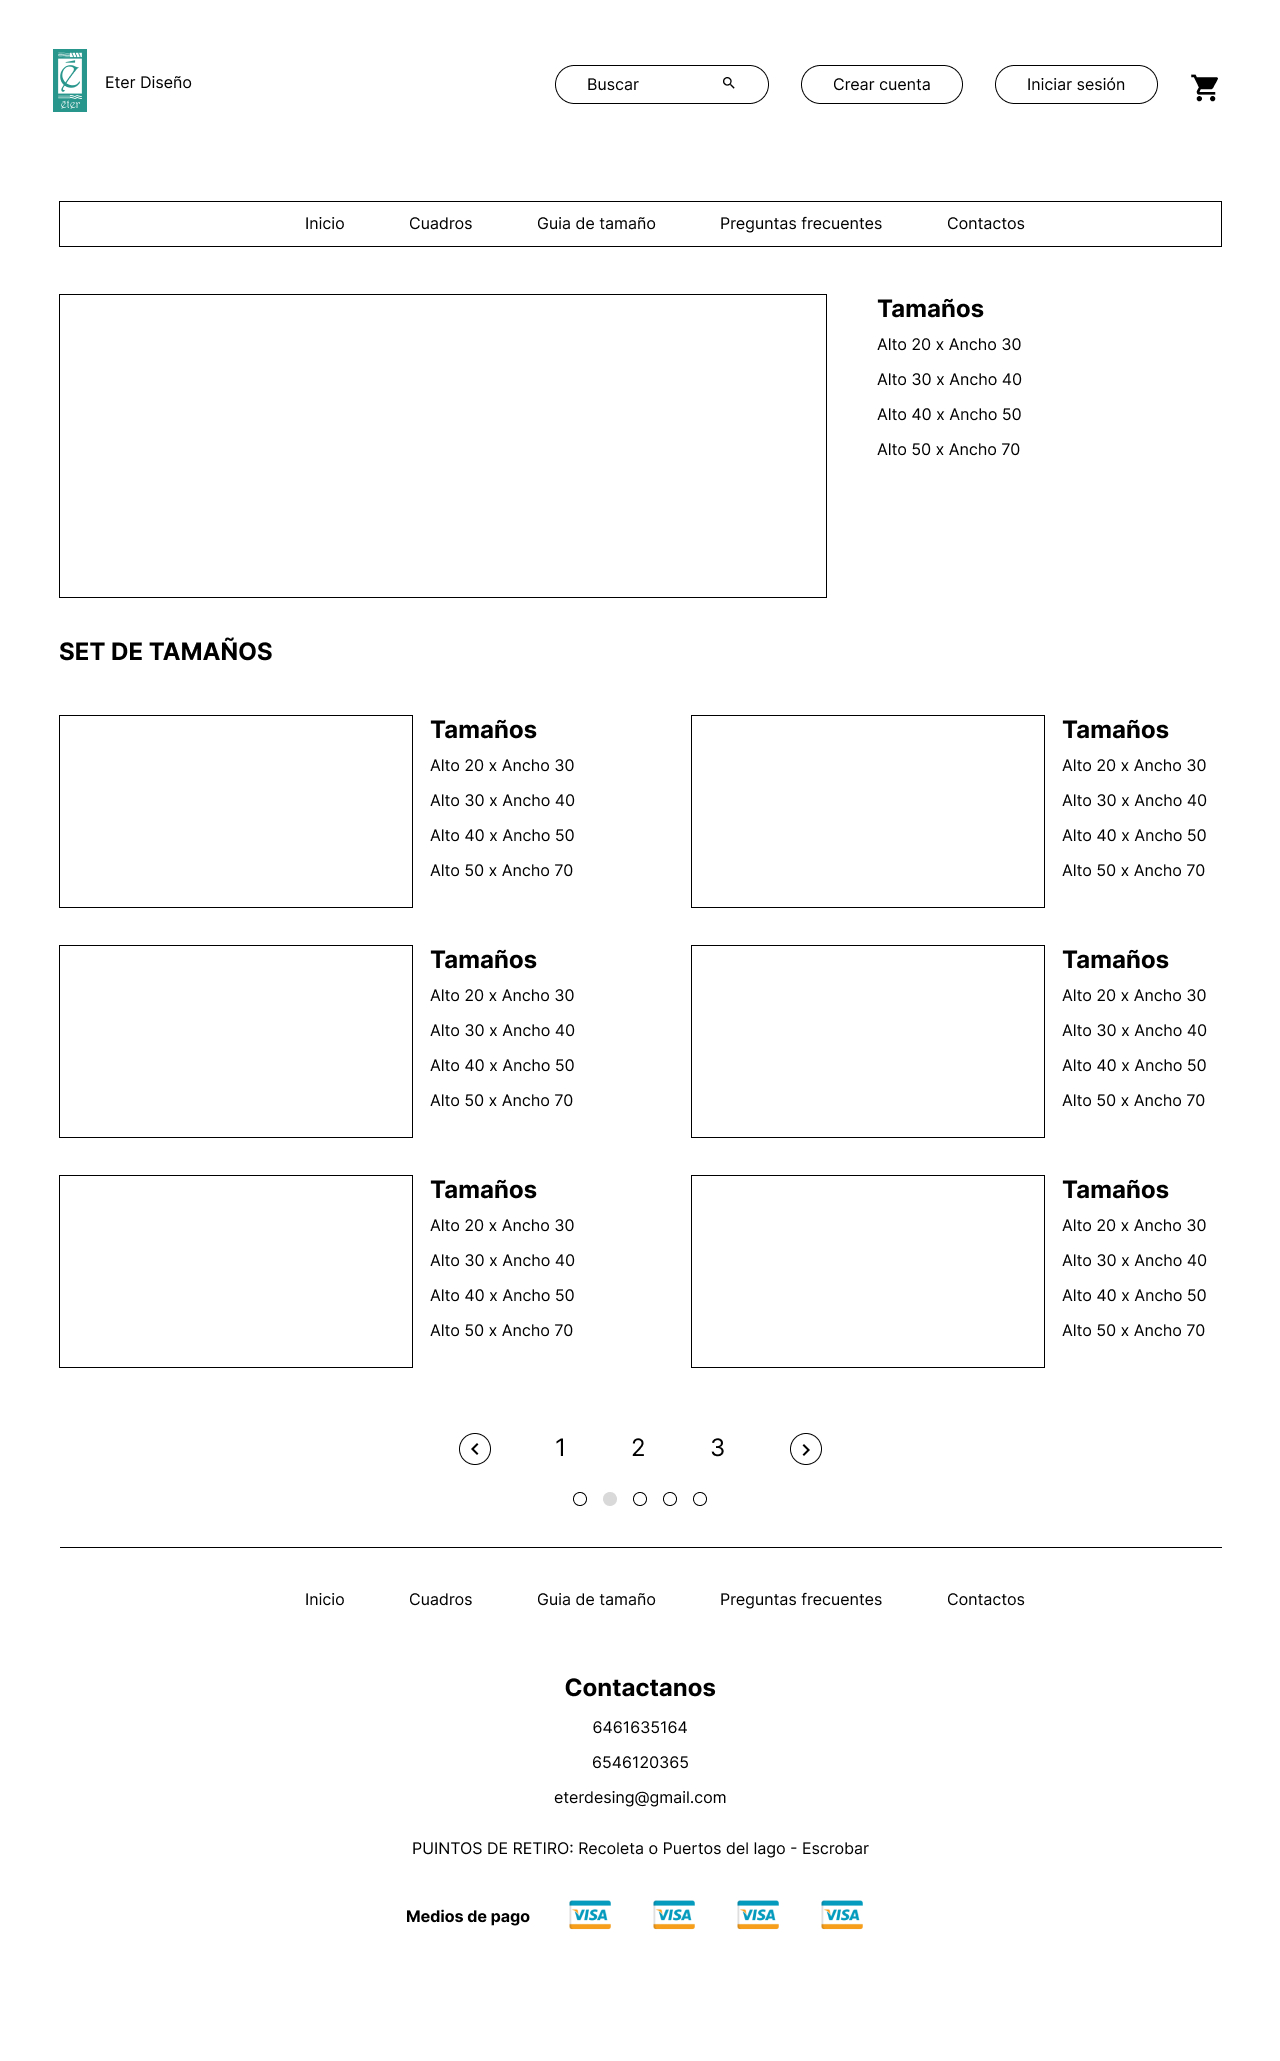 eter
Eter Diseño
Buscar
Crear cuenta
Iniciar sesión
Inicio
Cuadros
Guia de tamaño
Preguntas frecuentes
Contactos
Tamaños
Alto 20 x Ancho 30
Alto 30 x Ancho 40
Alto 40 x Ancho 50
Alto 50 x Ancho 70
SET DE TAMAÑOS
Tamaños
Alto 20 x Ancho 30
Alto 30 x Ancho 40
Alto 40 x Ancho 50
Alto 50 x Ancho 70
Tamaños
Alto 20 x Ancho 30
Alto 30 x Ancho 40
Alto 40 x Ancho 50
Alto 50 x Ancho 70
Tamaños
Alto 20 x Ancho 30
Alto 30 x Ancho 40
Alto 40 x Ancho 50
Alto 50 x Ancho 70
Tamaños
Alto 20 x Ancho 30
Alto 30 x Ancho 40
Alto 40 x Ancho 50
Alto 50 x Ancho 70
Tamaños
Alto 20 x Ancho 30
Alto 30 x Ancho 40
Alto 40 x Ancho 50
Alto 50 x Ancho 70
Tamaños
Alto 20 x Ancho 30
Alto 30 x Ancho 40
Alto 40 x Ancho 50
Alto 50 x Ancho 70
1 2 3
Inicio
Cuadros
Guia de tamaño
Preguntas frecuentes
Contactos
Contactanos
6461635164
6546120365
eterdesing@gmail.com
PUINTOS DE RETIRO: Recoleta o Puertos del lago - Escrobar
Medios de pago
VISA
VISA
VISA
VISA